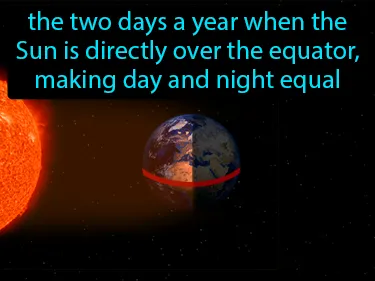 the two days a year when the
Sun is directly over the equator,
making day and night equal